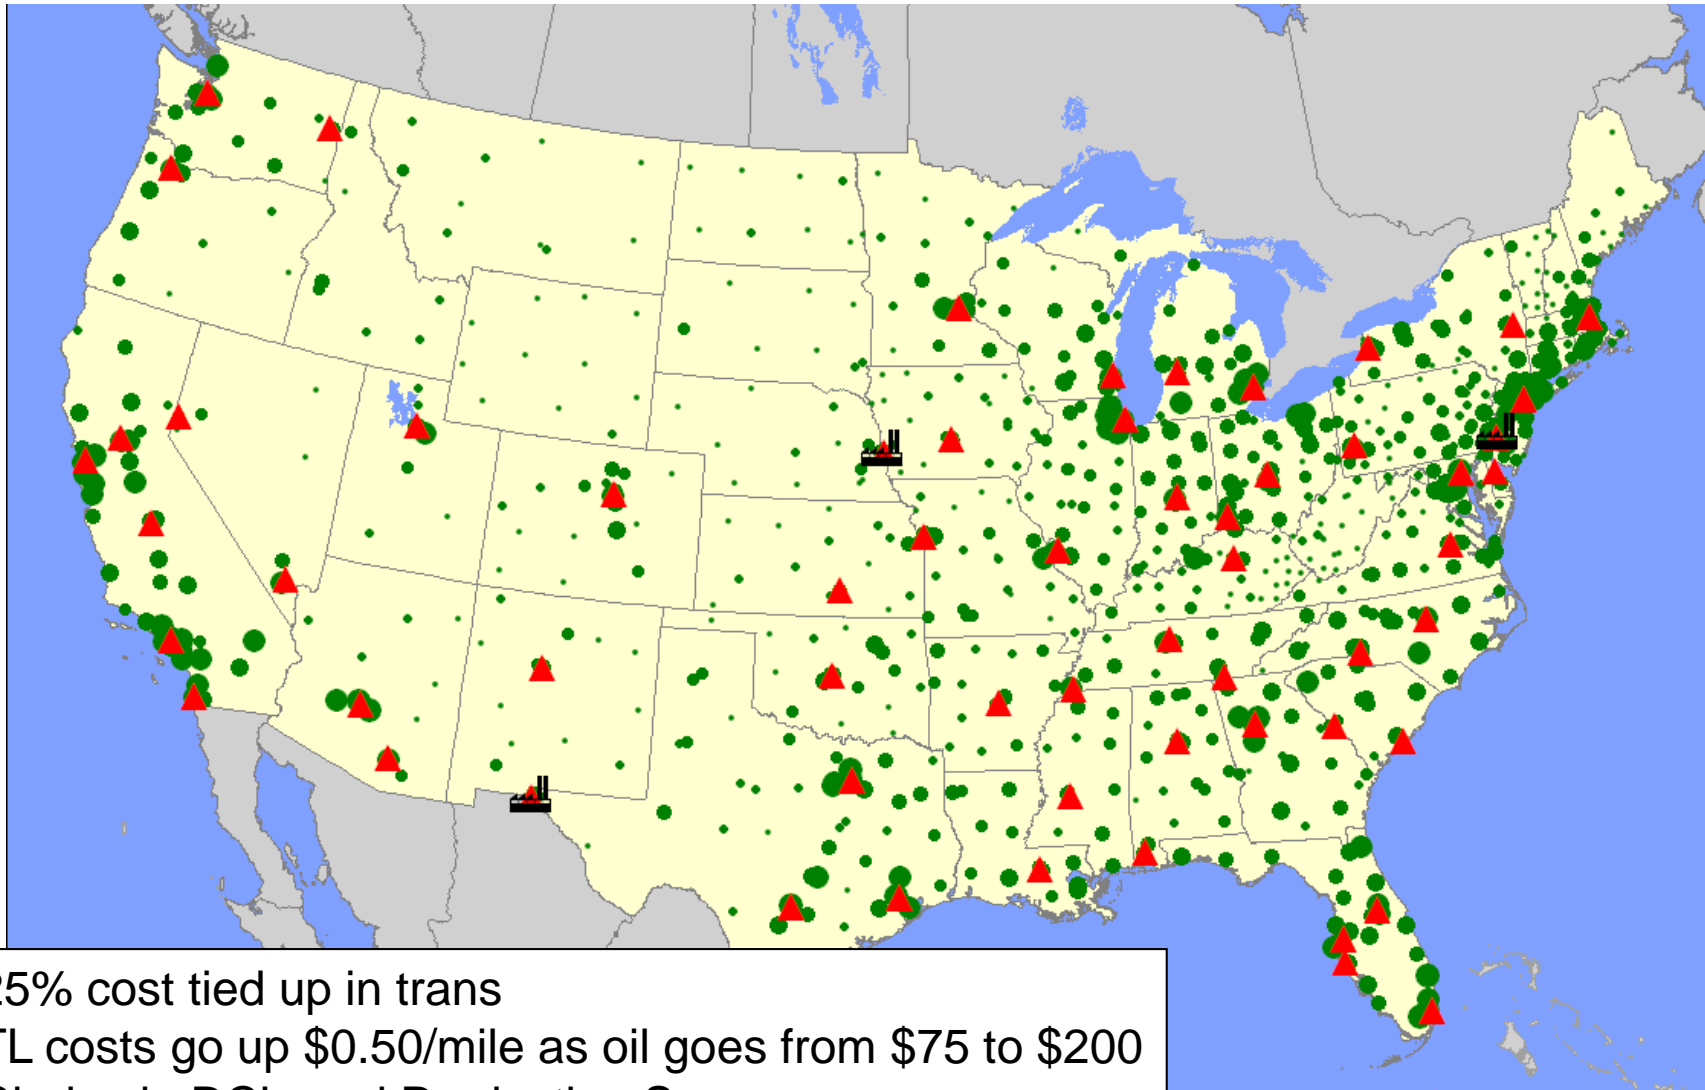 25% cost tied up in trans
TL costs go up $0.50/mile as oil goes from $75 to $200